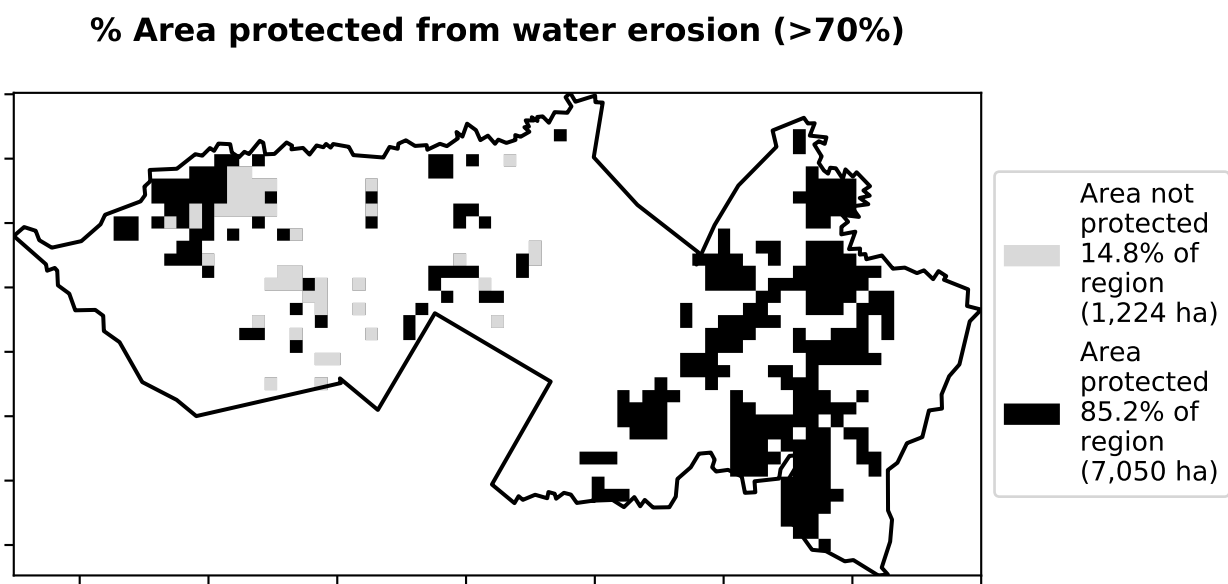 % Area protected from water erosion (>70%)
Area not
protected
14.8% of
region
(1,224 ha)
Area
protected
85.2% of
region
(7,050 ha)